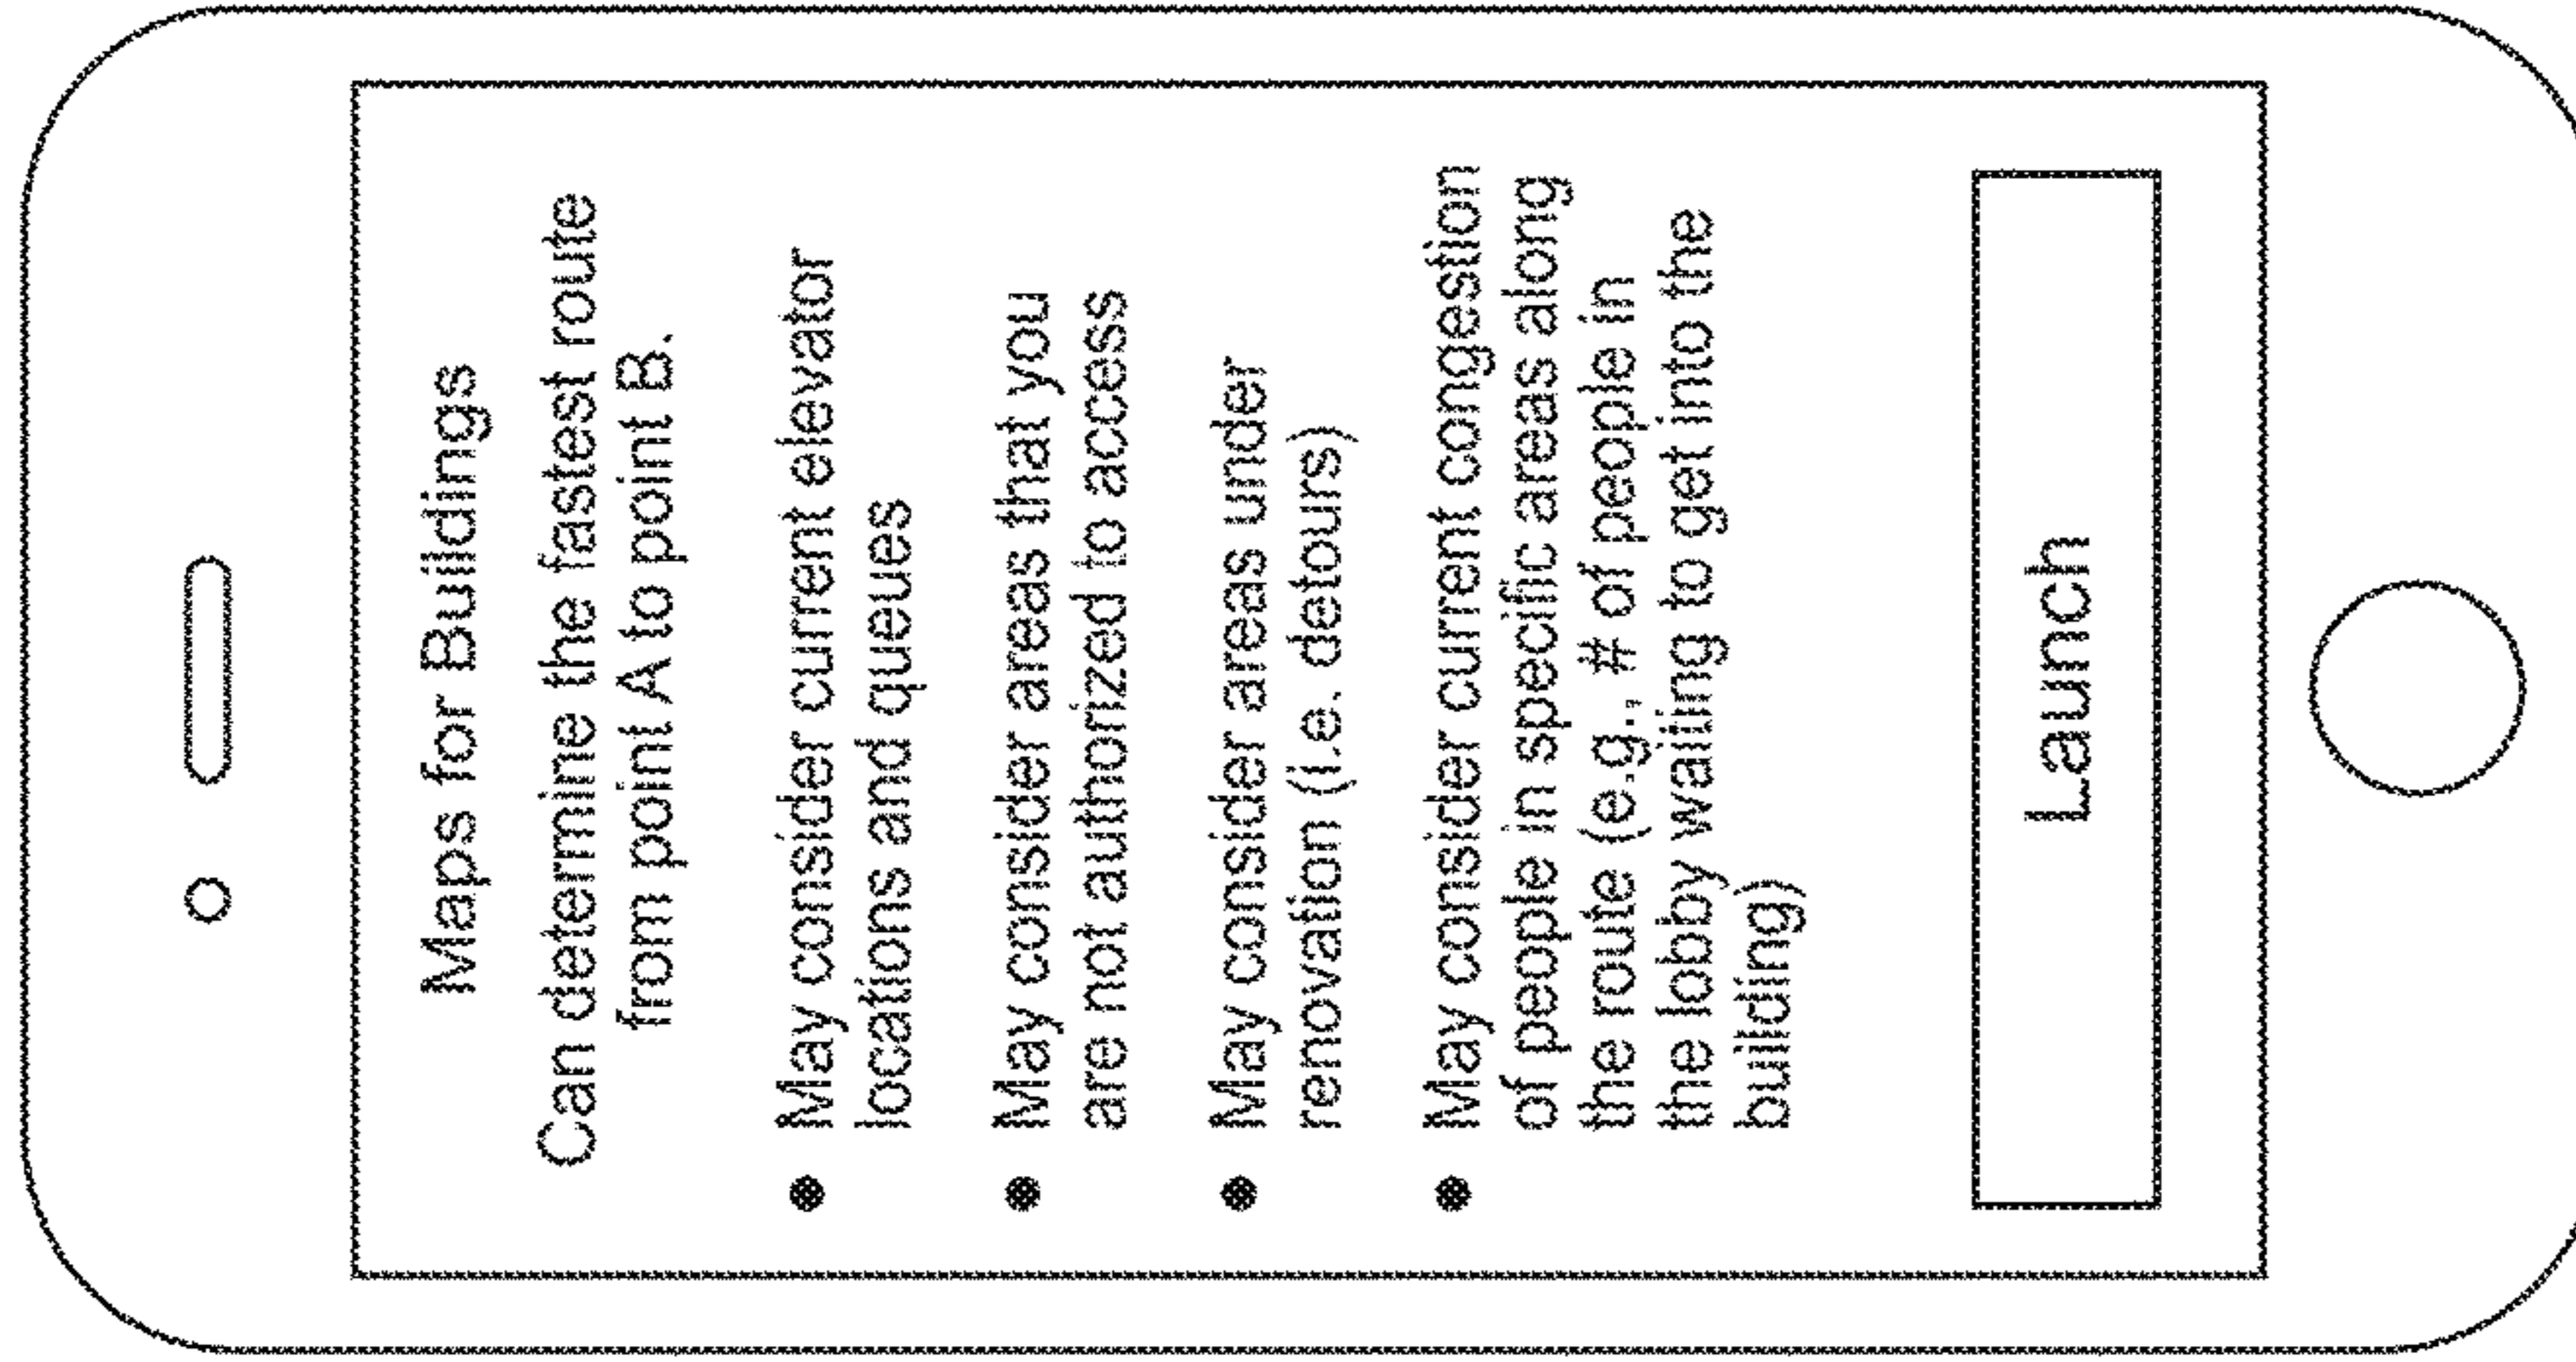 Maps for Buildings
Can determine the fastest route
from point A to point B.
● May consider current elevator
locations and queues
● May consider areas that you
are not authorized to access
● May consider areas under
renovation (i.e. detours)
● May consider current congestion
of people in specific areas along
the route (e.g., # of people in
the lobby waiting to get into the
building)
Launch